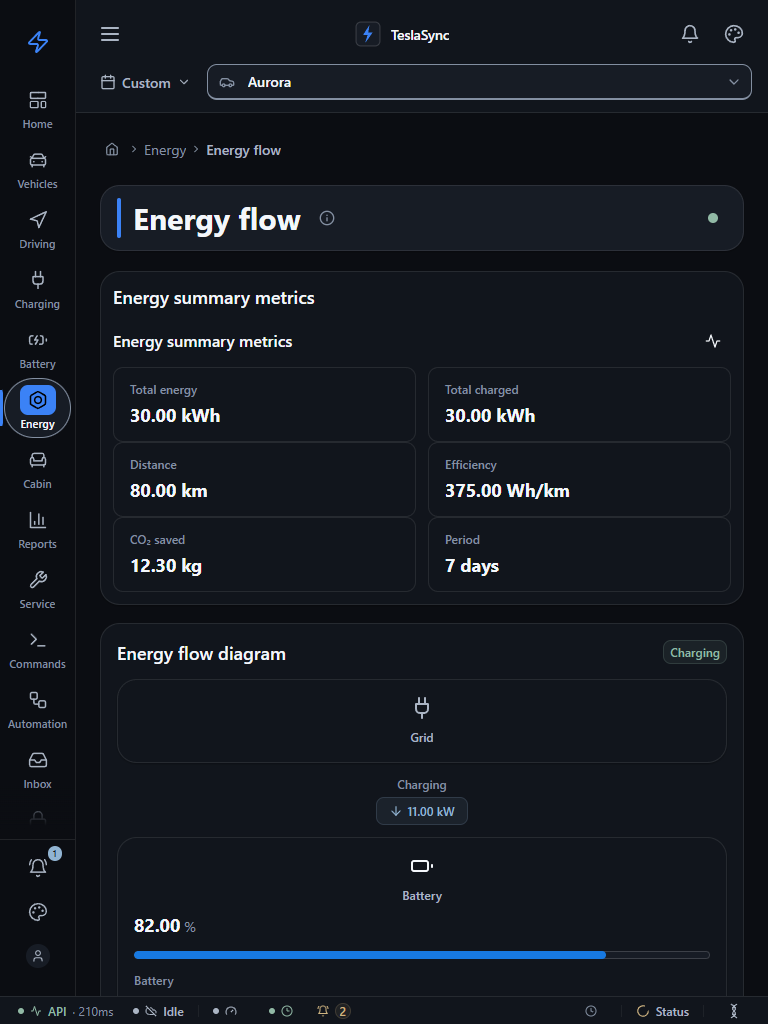 TeslaSync
Custom
Aurora
Home
Vehicles
Driving
Charging
Battery
Energy
Cabin
Reports
Service
Commands
Automation
Inbox
1
Energy
Energy flow
Energy flow
Energy summary metrics
Energy summary metrics
Total energy
30.00 kWh
Total charged
30.00 kWh
Distance
80.00 km
Efficiency
375.00 Wh/km
CO₂ saved
12.30 kg
Period
7 days
Energy flow diagram
Charging
Grid
Charging
↓ 11.00 kW
Battery
82.00 %
Battery
API · 210ms
Idle
2
Status